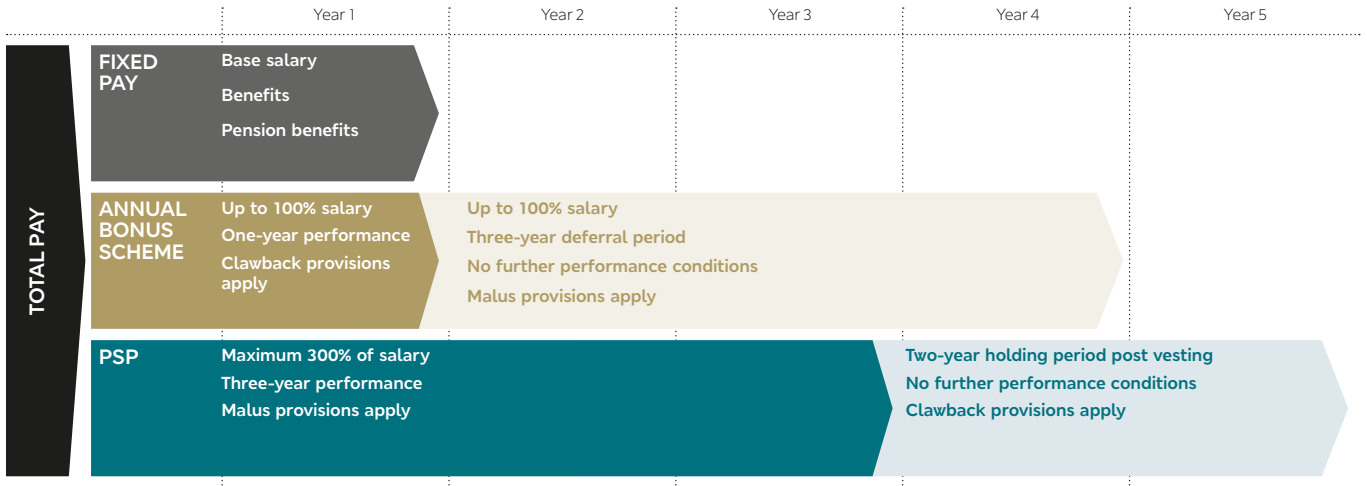 Year 1
Year 2
Year 3
Year 4
Year 5
TOTAL PAY
FIXED
PAY
Base salary
Benefits
Pension benefits
ANNUAL
BONUS
SCHEME
Up to 100% salary
One-year performance
Clawback provisions
apply
Up to 100% salary
Three-year deferral period
No further performance conditions
Malus provisions apply
PSP
Maximum 300% of salary
Three-year performance
Malus provisions apply
Two-year holding period post vesting
No further performance conditions
Clawback provisions apply